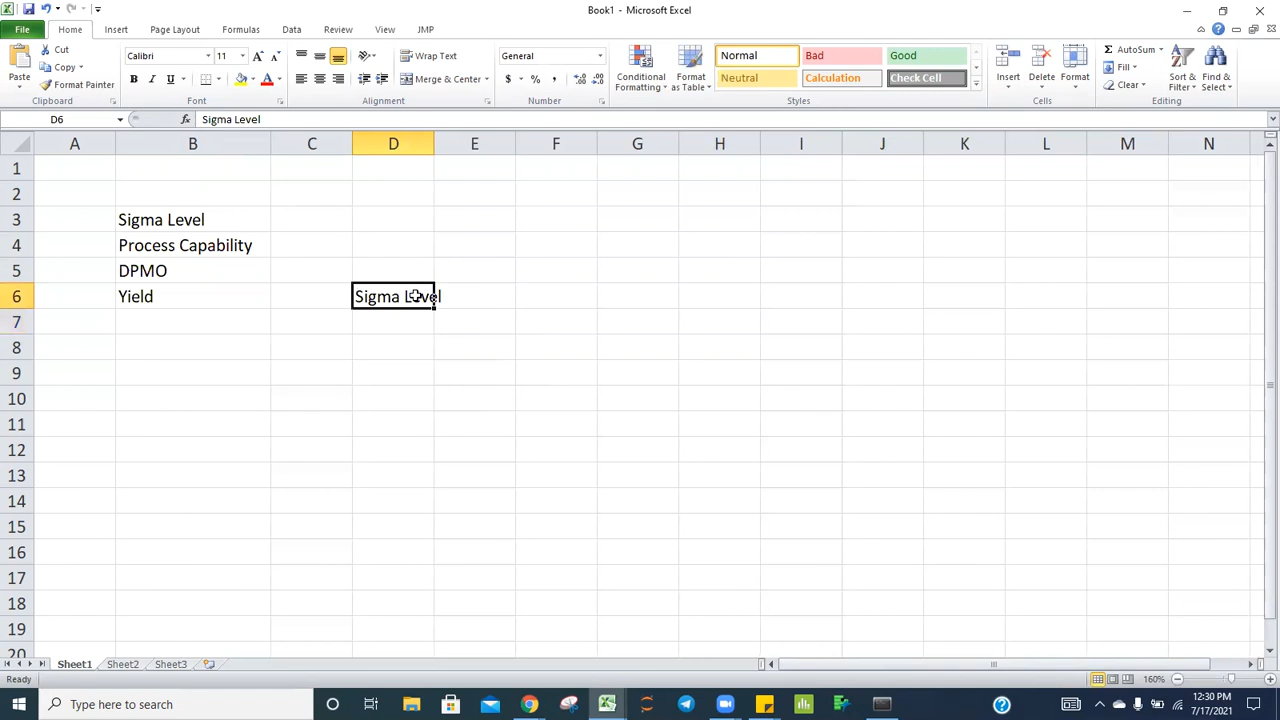 Book1 - Microsoft Excel
File Home Insert Page Layout Formulas Data Review View JMP
Cut Calibri 11 Wrap Text General Normal Bad Good AutoSum
Copy Fill
Paste Format Painter B I U Merge & Center $ % , Conditional Formatting Format as Table Neutral Calculation Check Cell Insert Delete Format Clear Sort & Filter Find & Select
Clipboard Font Alignment Number Styles Cells Editing
D6 fx Sigma Level
A B C D E F G H I J K L M N
1
2
3 Sigma Level
4 Process Capability
5 DPMO
6 Yield Sigma Level
7
8
9
10
11
12
13
14
15
16
17
18
19
20
Sheet1 Sheet2 Sheet3
Ready 160%
Type here to search 12:30 PM
7/17/2021